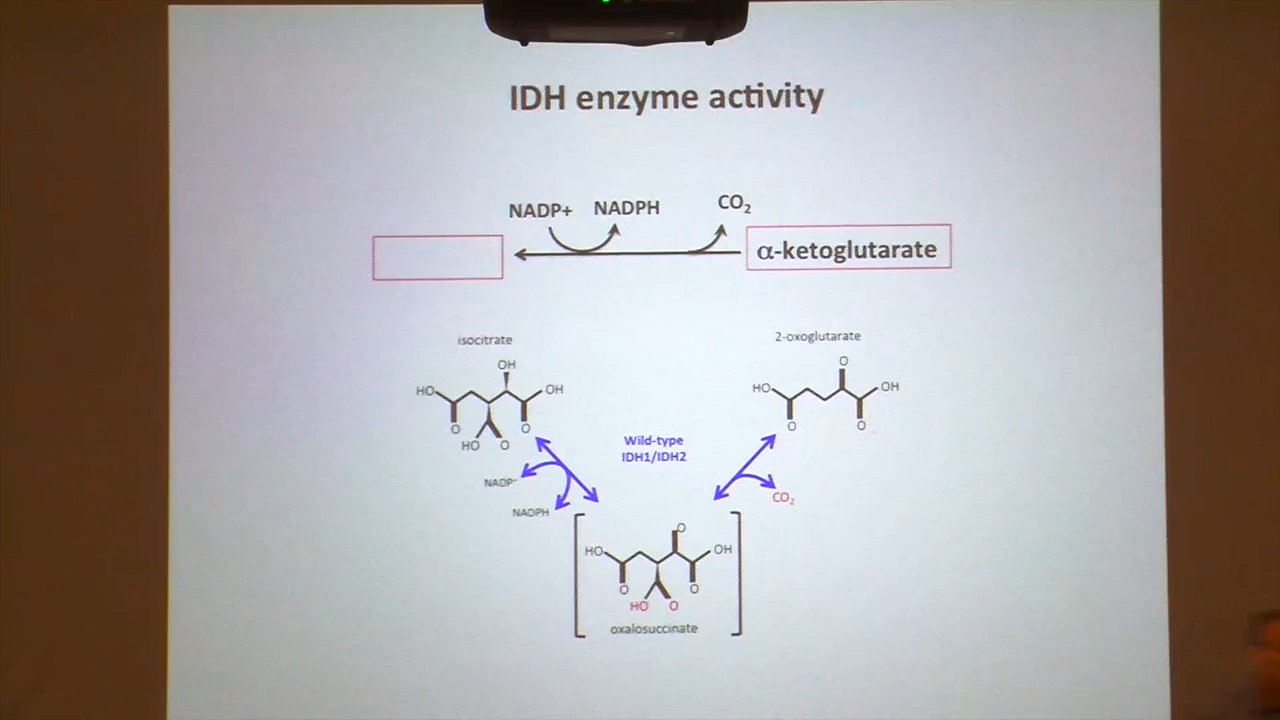 IDH enzyme activity
NADP+ NADPH CO₂
α-ketoglutarate
isocitrate
2-oxoglutarate
OH
HO OH
O O
HO O
O
HO OH
O O
Wild-type
IDH1/IDH2
NADP⁺
NADPH
CO₂
O
HO OH
O O
HO O
oxalosuccinate